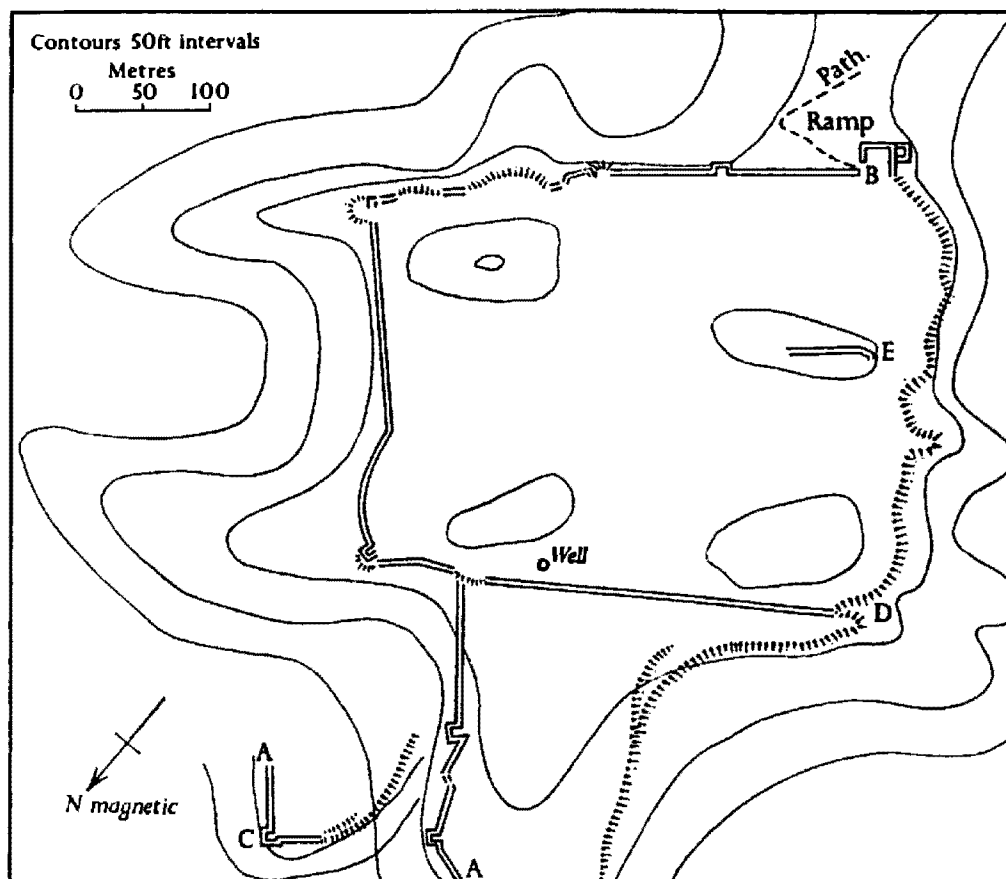 Contours 50ft intervals
Metres
0 50 100
Path.
Ramp
B
E
Well
D
A
N magnetic
C
A